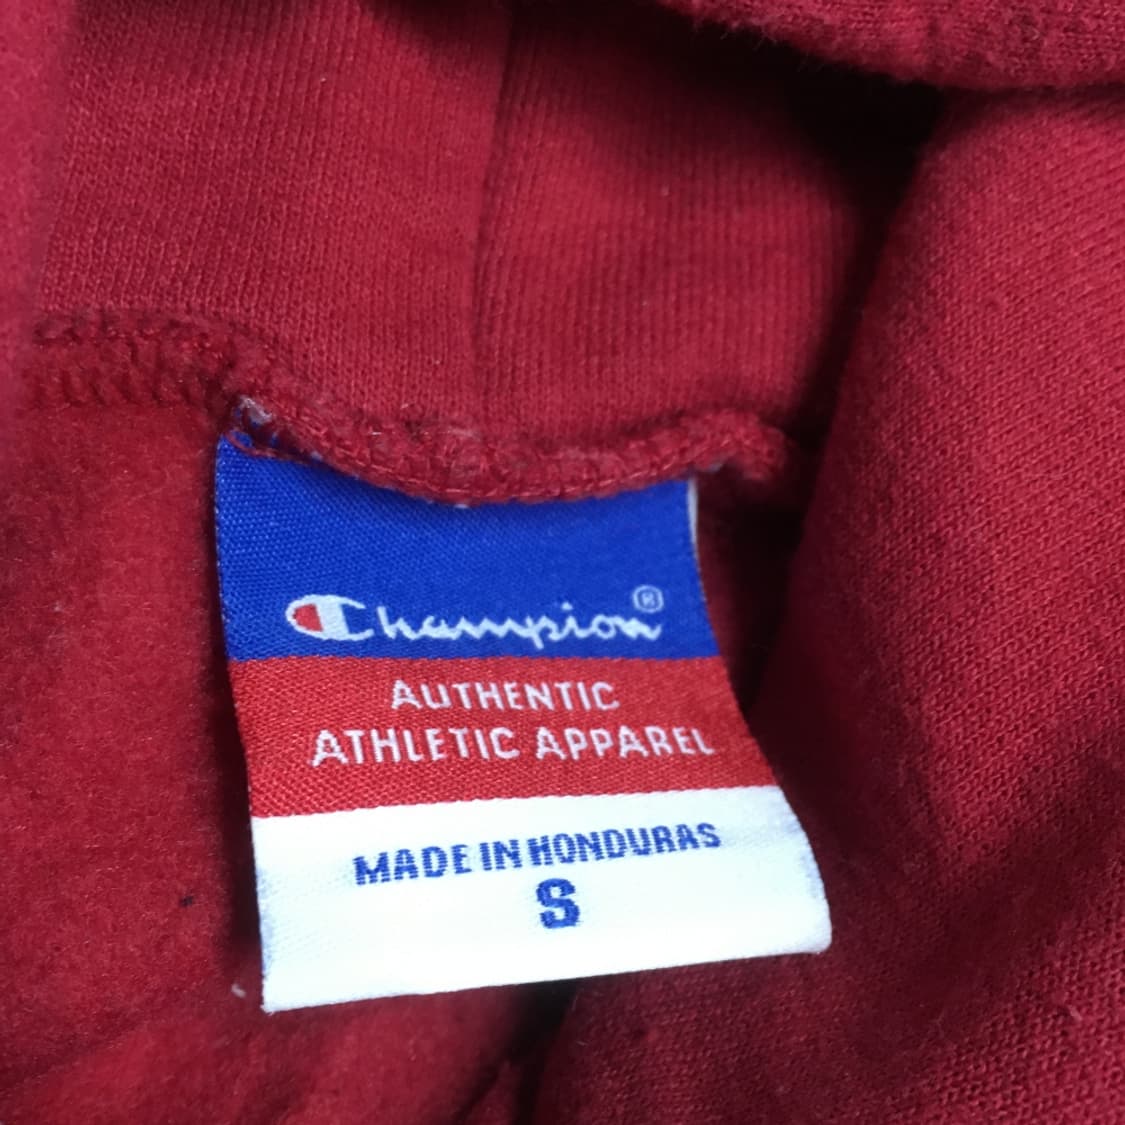 Champion®
AUTHENTIC
ATHLETIC APPAREL
MADE IN HONDURAS
S